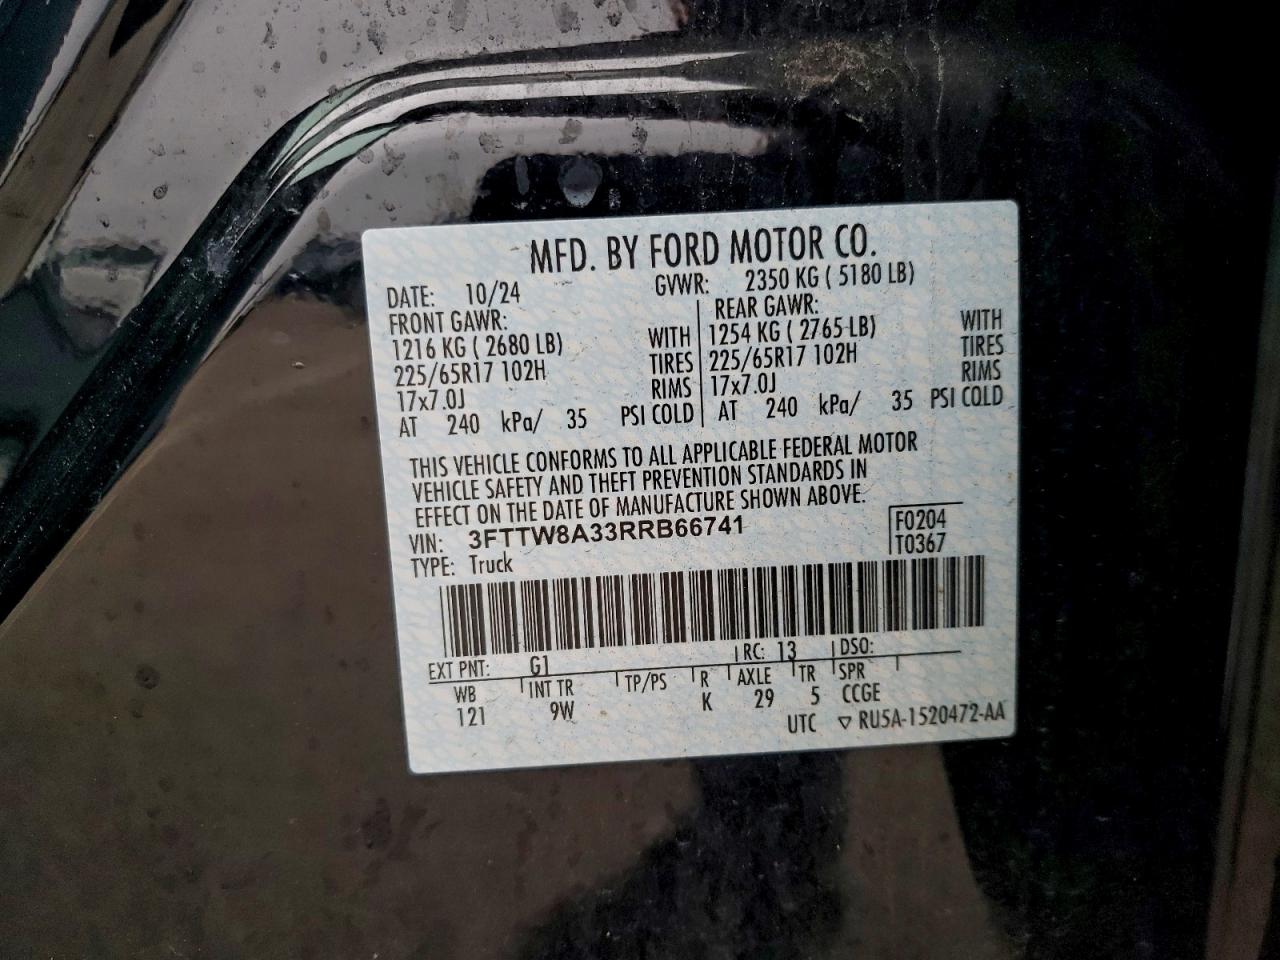 MFD. BY FORD MOTOR CO.
DATE: 10/24 GVWR: 2350 KG ( 5180 LB)
FRONT GAWR: REAR GAWR:
1216 KG ( 2680 LB) WITH 1254 KG ( 2765 LB) WITH
225/65R17 102H TIRES 225/65R17 102H TIRES
17x7.0J RIMS 17x7.0J RIMS
AT 240 kPa/ 35 PSI COLD AT 240 kPa/ 35 PSI COLD
THIS VEHICLE CONFORMS TO ALL APPLICABLE FEDERAL MOTOR
VEHICLE SAFETY AND THEFT PREVENTION STANDARDS IN
EFFECT ON THE DATE OF MANUFACTURE SHOWN ABOVE.
VIN: 3FTTW8A33RRB66741 F0204
TYPE: Truck T0367
EXT PNT: G1 RC: 13 DSO:
WB INT TR TP/PS R AXLE TR SPR
121 9W K 29 5 CCGE
UTC ▽ RU5A-1520472-AA